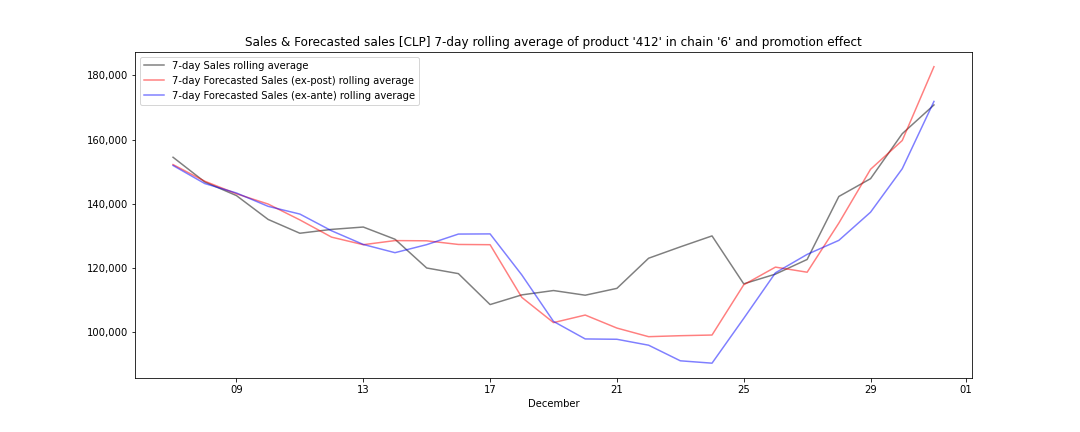 Sales & Forecasted sales [CLP] 7-day rolling average of product '412' in chain '6' and promotion effect
7-day Sales rolling average
7-day Forecasted Sales (ex-post) rolling average
7-day Forecasted Sales (ex-ante) rolling average
180,000
160,000
140,000
120,000
100,000
09 13 17 21 25 29 01
December